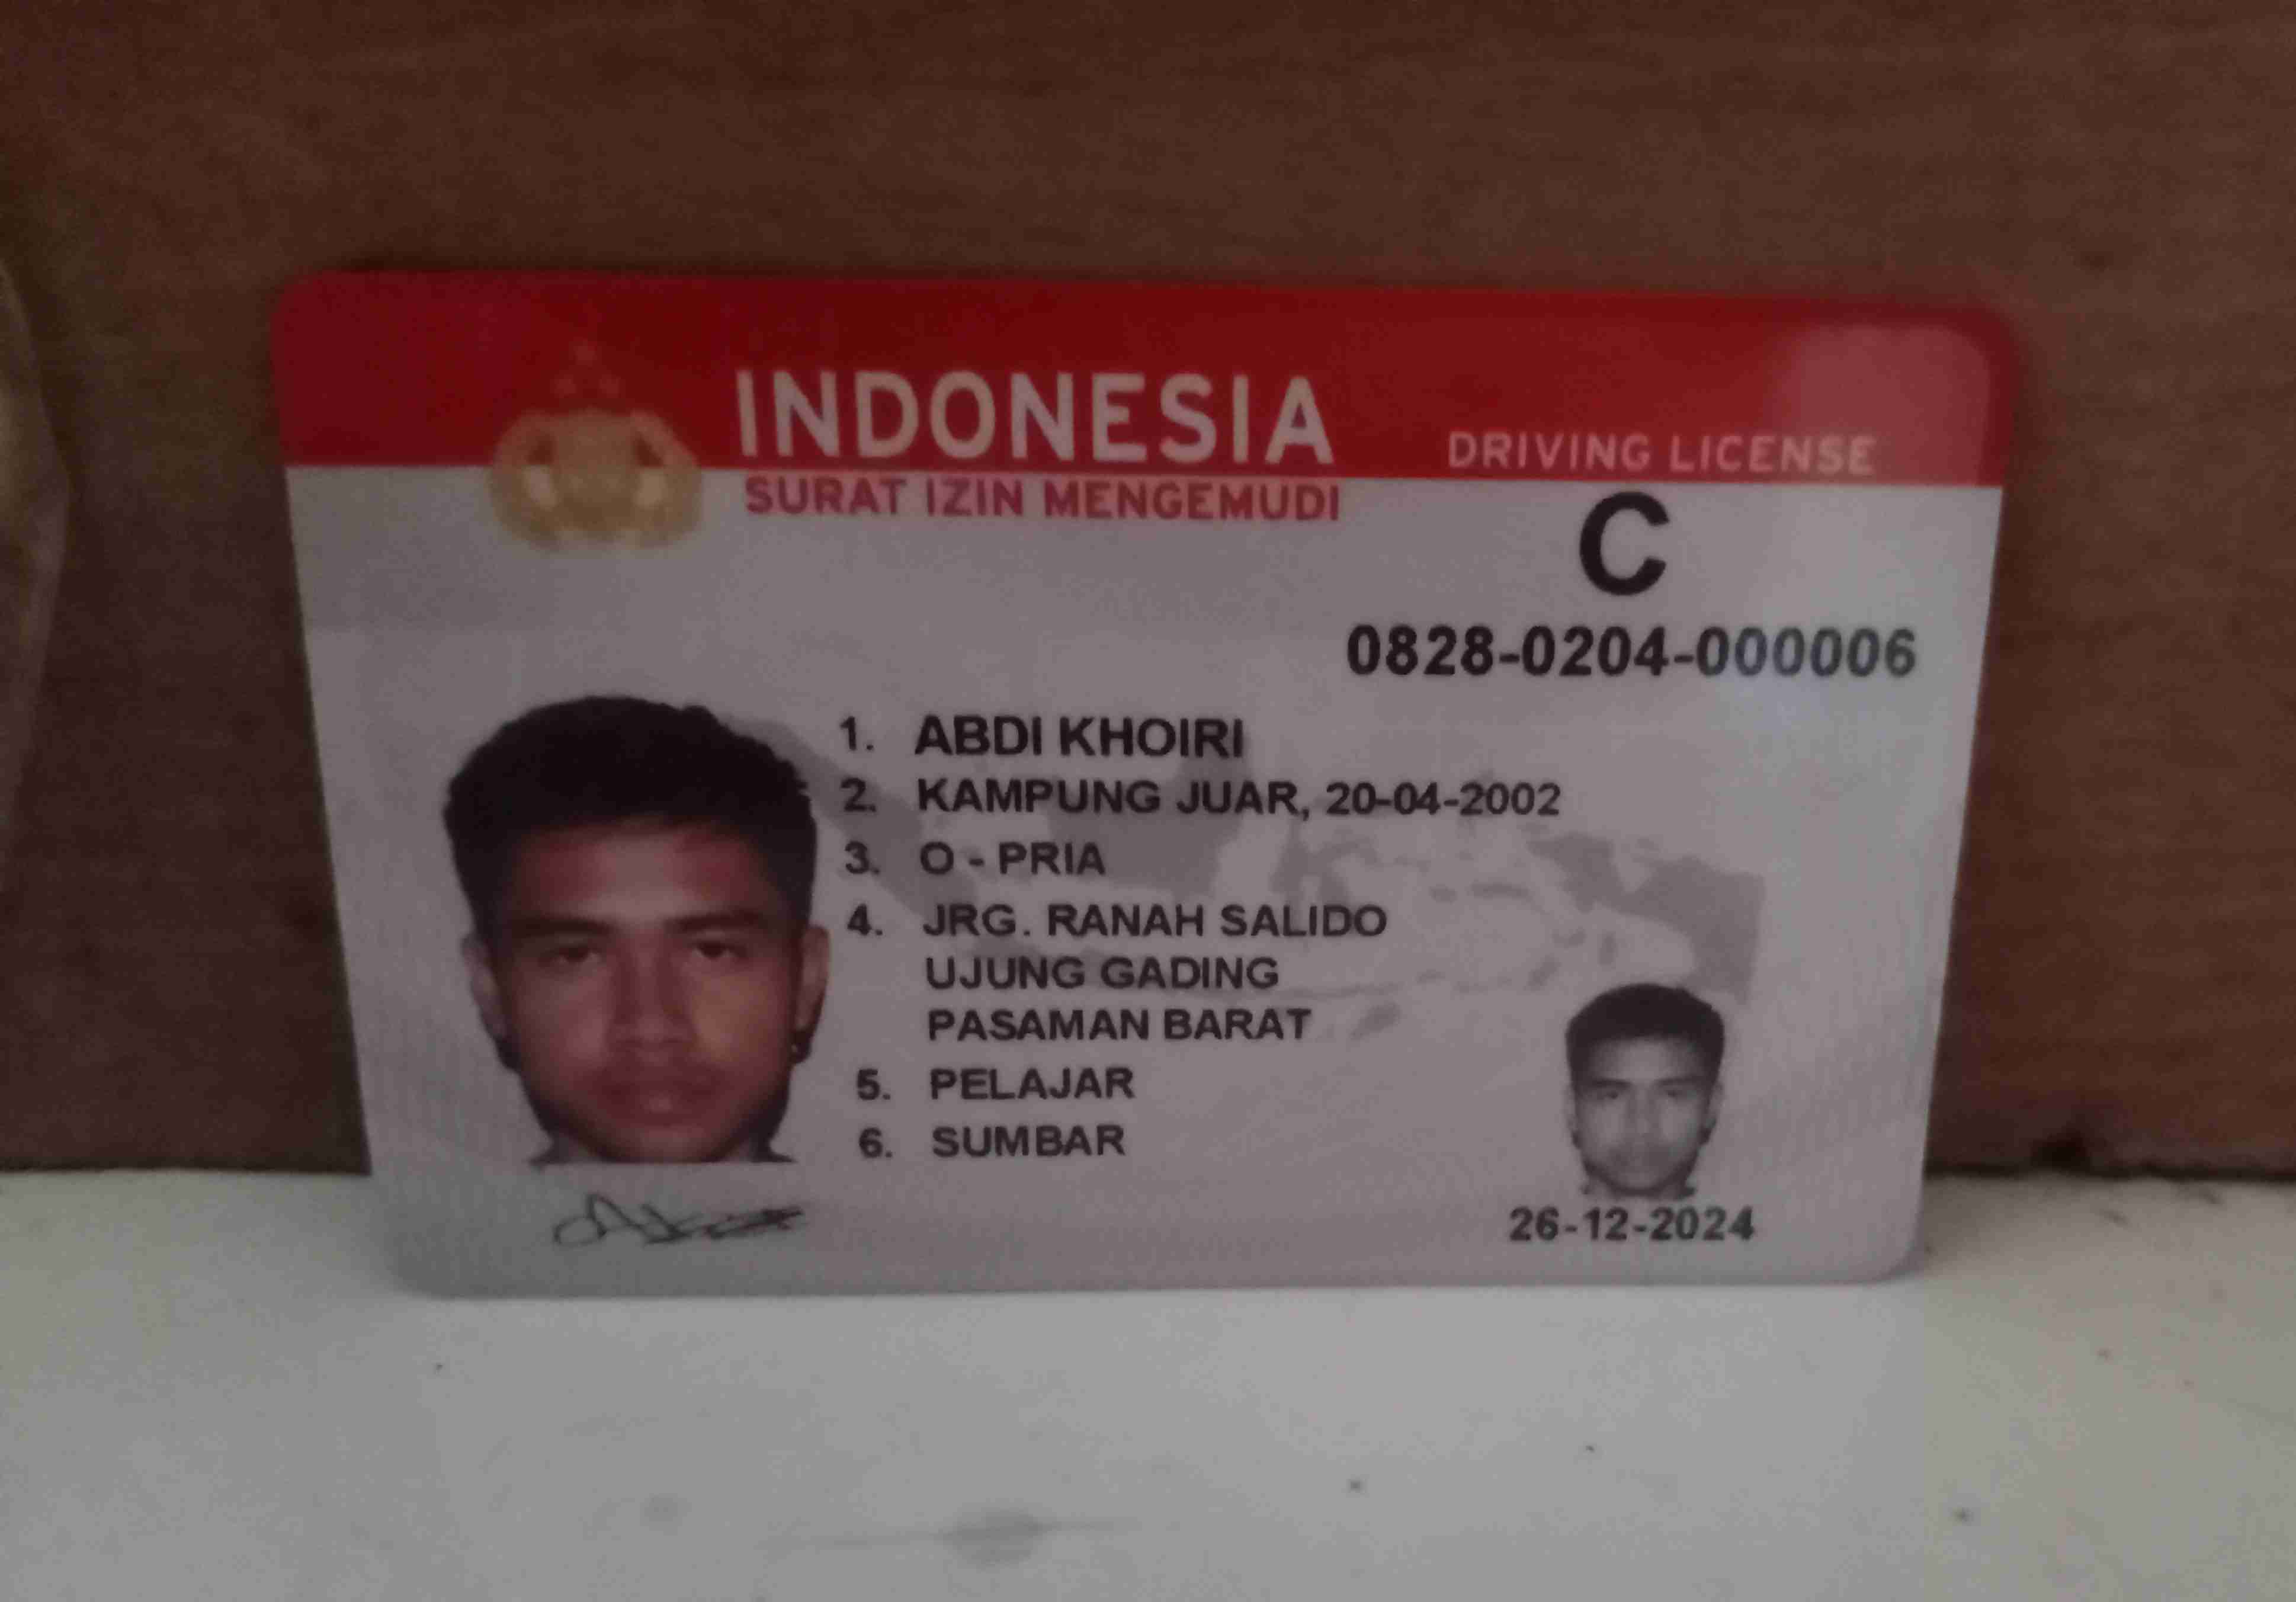 INDONESIA
DRIVING LICENSE
SURAT IZIN MENGEMUDI
C
0828-0204-000006
1. ABDI KHOIRI
2. KAMPUNG JUAR, 20-04-2002
3. O - PRIA
4. JRG. RANAH SALIDO
UJUNG GADING
PASAMAN BARAT
5. PELAJAR
6. SUMBAR
26-12-2024